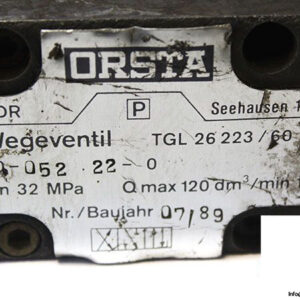 ORSTA
DR P Seehausen
Wegeventil TGL 26 223/60
052 22-0
n 32 MPa Q max 120 dm³/min
Nr./Baujahr 07/89